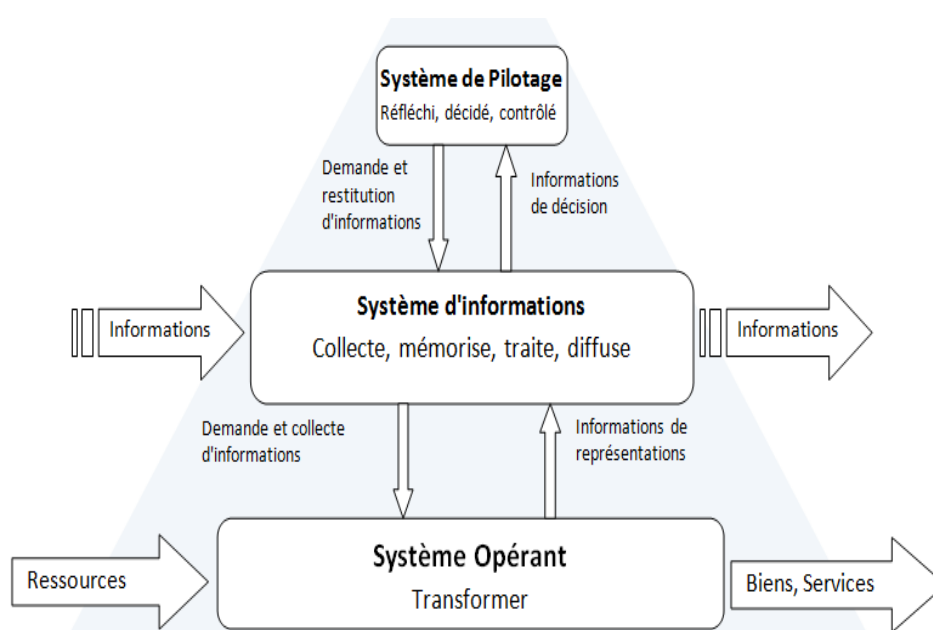 Système de Pilotage
Réfléchi, décidé, contrôlé
Demande et
restitution
d'informations
Informations
de décision
Système d'informations
Collecte, mémorise, traite, diffuse
Informations
Informations
Demande et collecte
d'informations
Informations de
représentations
Système Opérant
Transformer
Ressources
Biens, Services